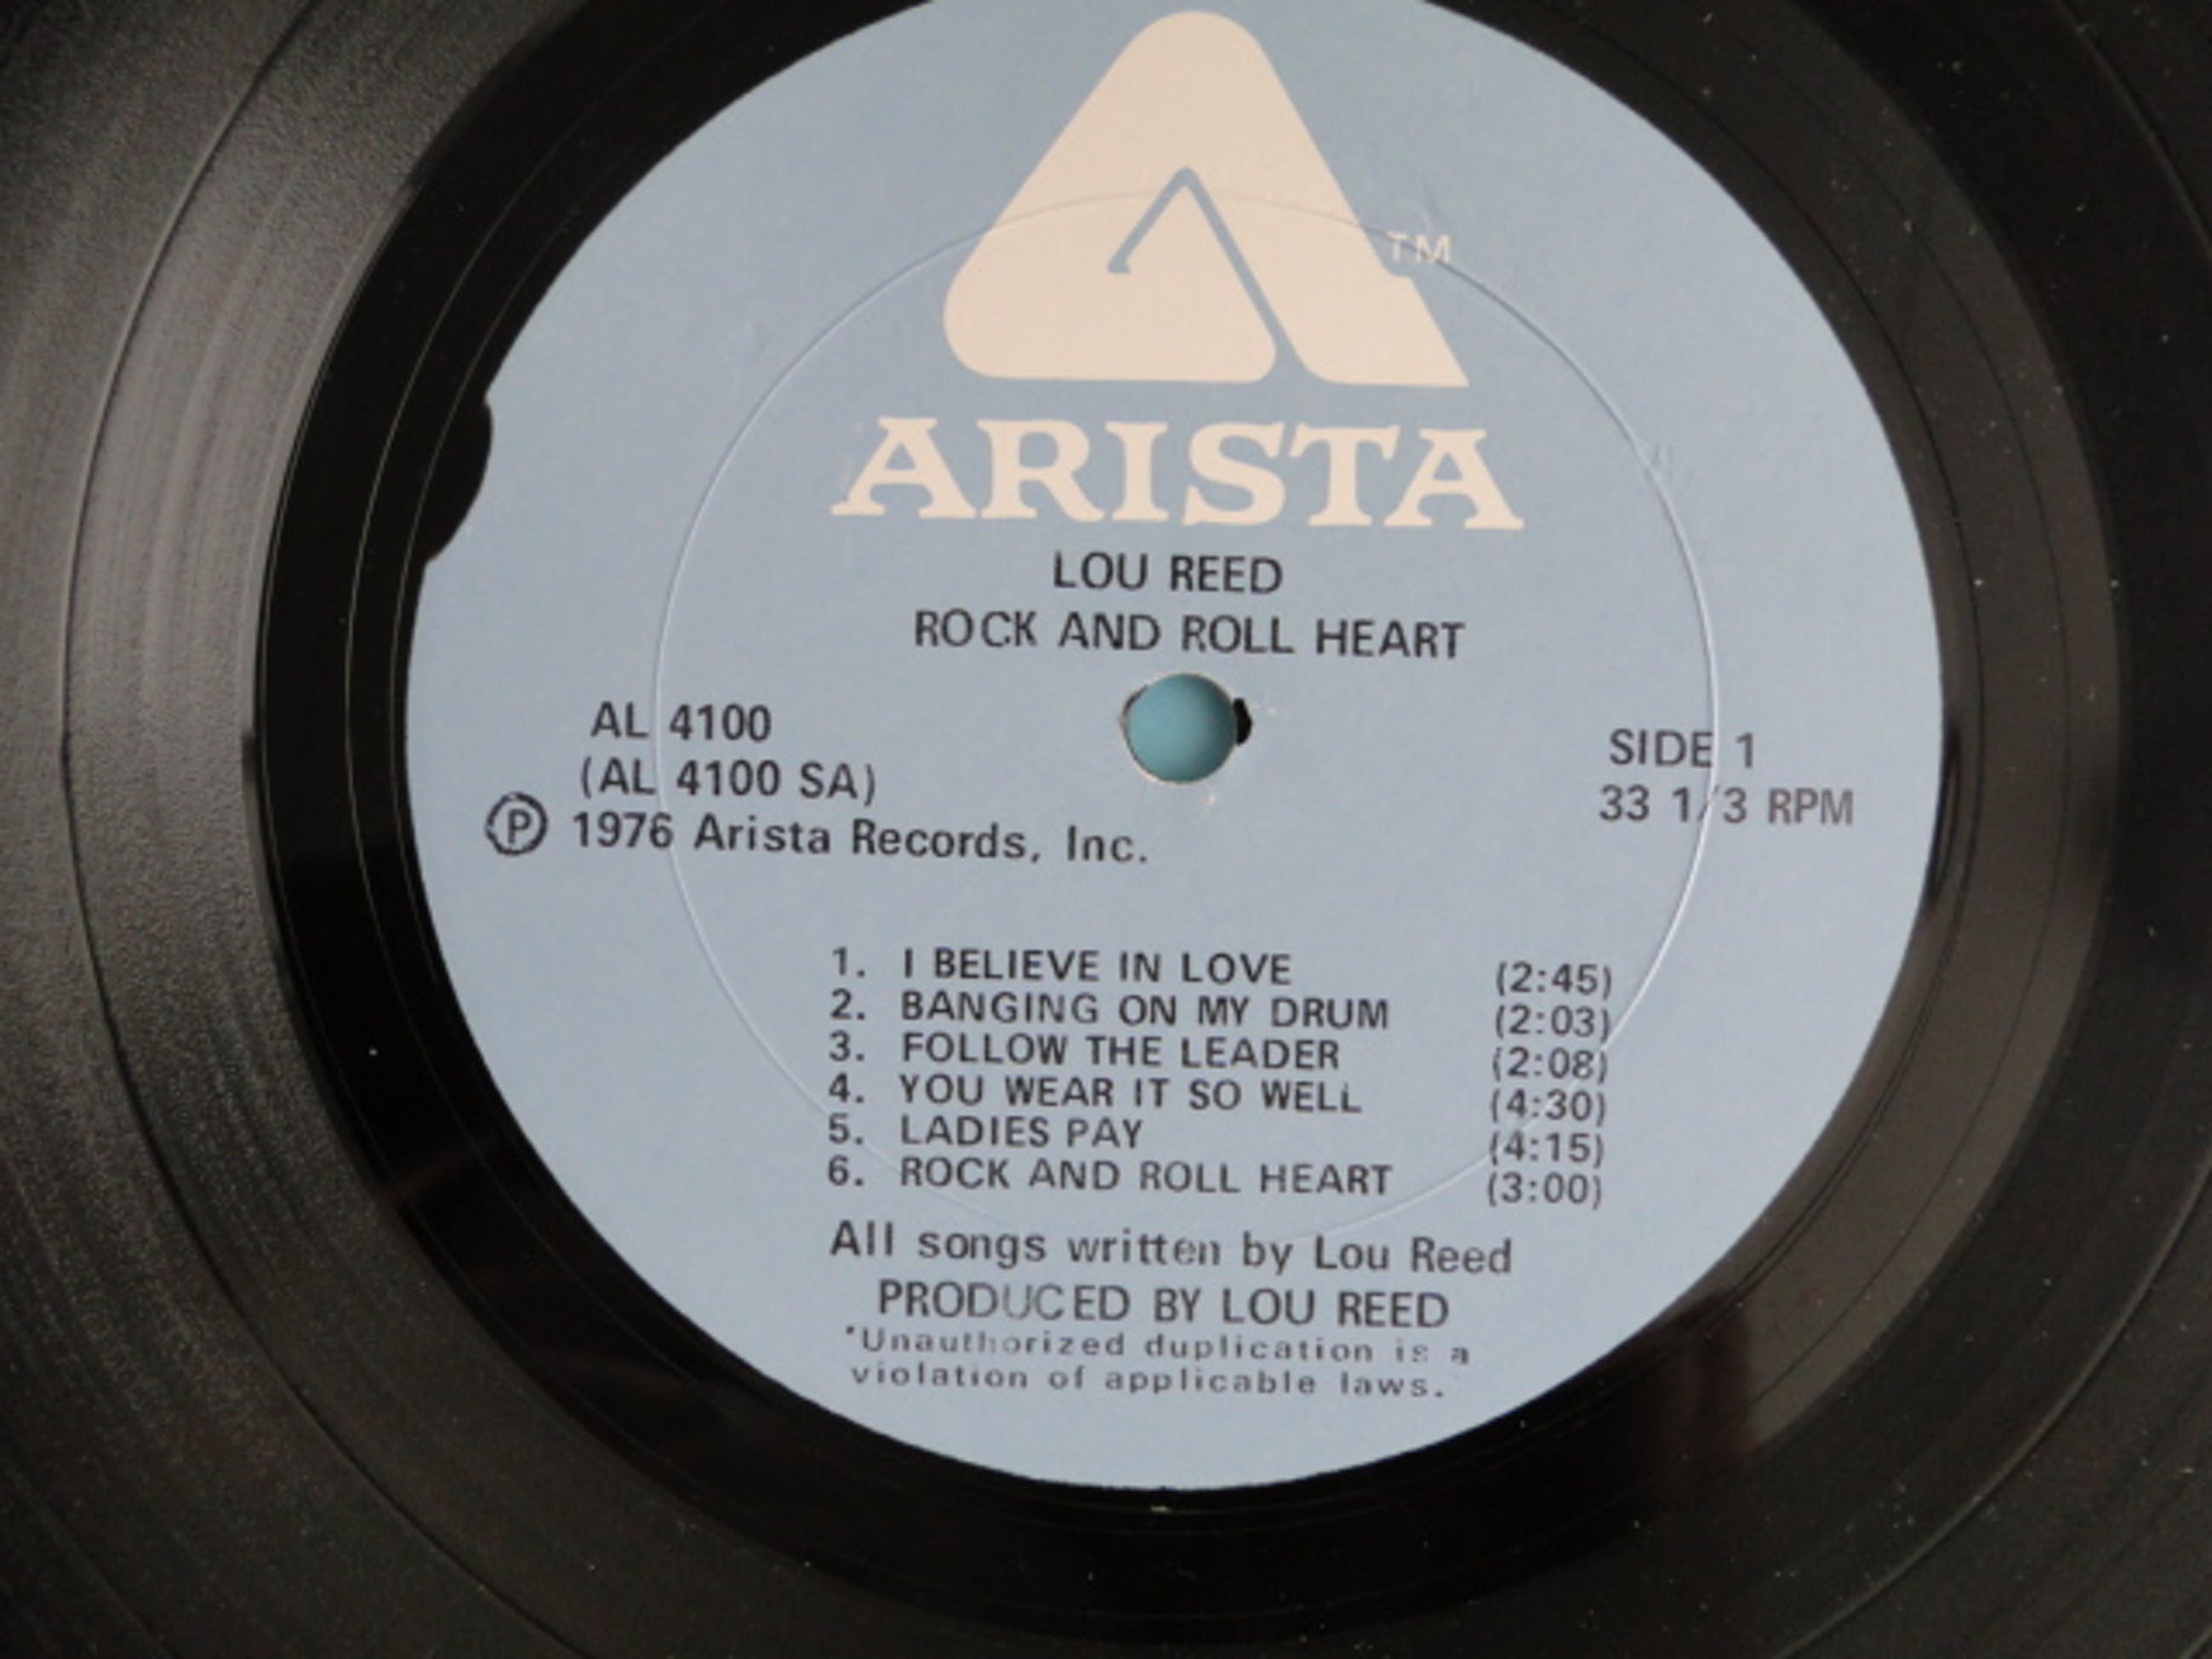 TM
ARISTA
LOU REED
ROCK AND ROLL HEART
AL 4100
(AL 4100 SA)
Ⓟ 1976 Arista Records, Inc.
SIDE 1
33 1/3 RPM
1. I BELIEVE IN LOVE (2:45)
2. BANGING ON MY DRUM (2:03)
3. FOLLOW THE LEADER (2:08)
4. YOU WEAR IT SO WELL (4:30)
5. LADIES PAY (4:15)
6. ROCK AND ROLL HEART (3:00)
All songs written by Lou Reed
PRODUCED BY LOU REED
*Unauthorized duplication is a
violation of applicable laws.